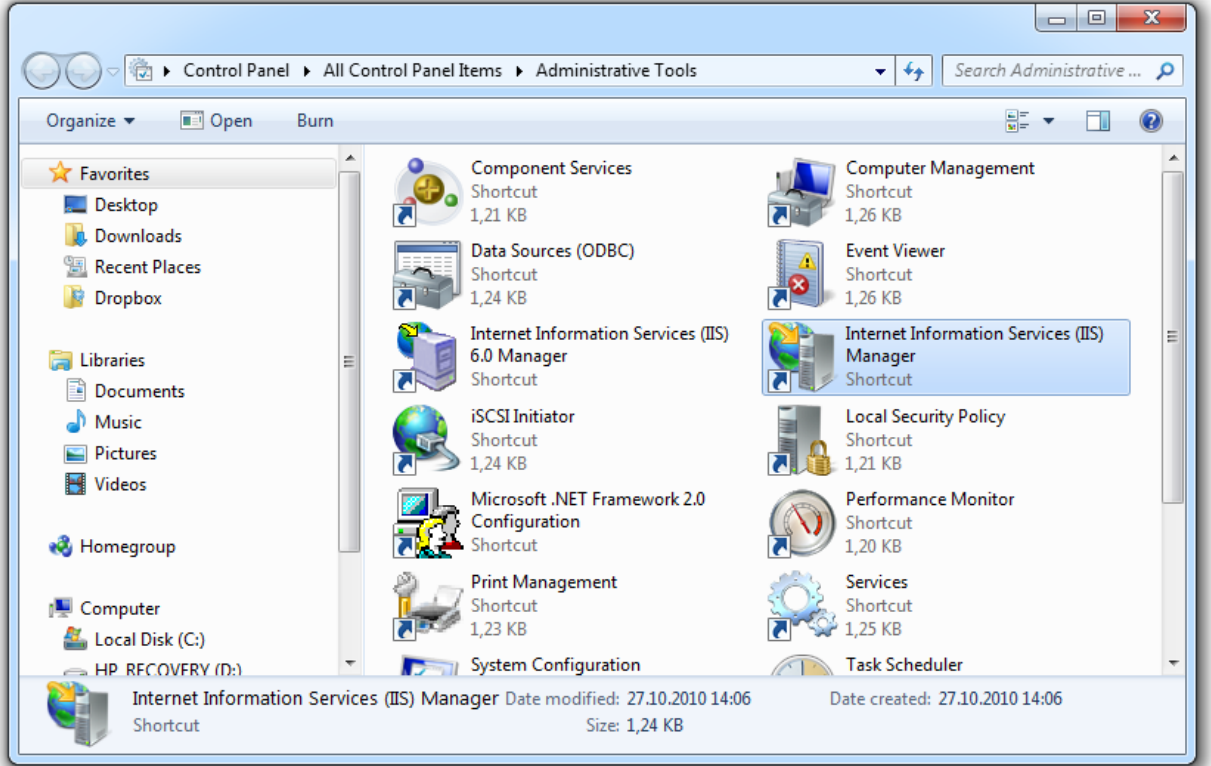 Control Panel ▸ All Control Panel Items ▸ Administrative Tools
Search Administrative ...
Organize Open Burn
Favorites
Desktop
Downloads
Recent Places
Dropbox
Libraries
Documents
Music
Pictures
Videos
Homegroup
Computer
Local Disk (C:)
HP_RECOVERY (D:)
Component Services
Shortcut
1,21 KB
Computer Management
Shortcut
1,26 KB
Data Sources (ODBC)
Shortcut
1,24 KB
Event Viewer
Shortcut
1,26 KB
Internet Information Services (IIS)
6.0 Manager
Shortcut
Internet Information Services (IIS)
Manager
Shortcut
iSCSI Initiator
Shortcut
1,24 KB
Local Security Policy
Shortcut
1,21 KB
Microsoft .NET Framework 2.0
Configuration
Shortcut
Performance Monitor
Shortcut
1,20 KB
Print Management
Shortcut
1,23 KB
Services
Shortcut
1,25 KB
System Configuration
Task Scheduler
Internet Information Services (IIS) Manager Date modified: 27.10.2010 14:06 Date created: 27.10.2010 14:06
Shortcut Size: 1,24 KB